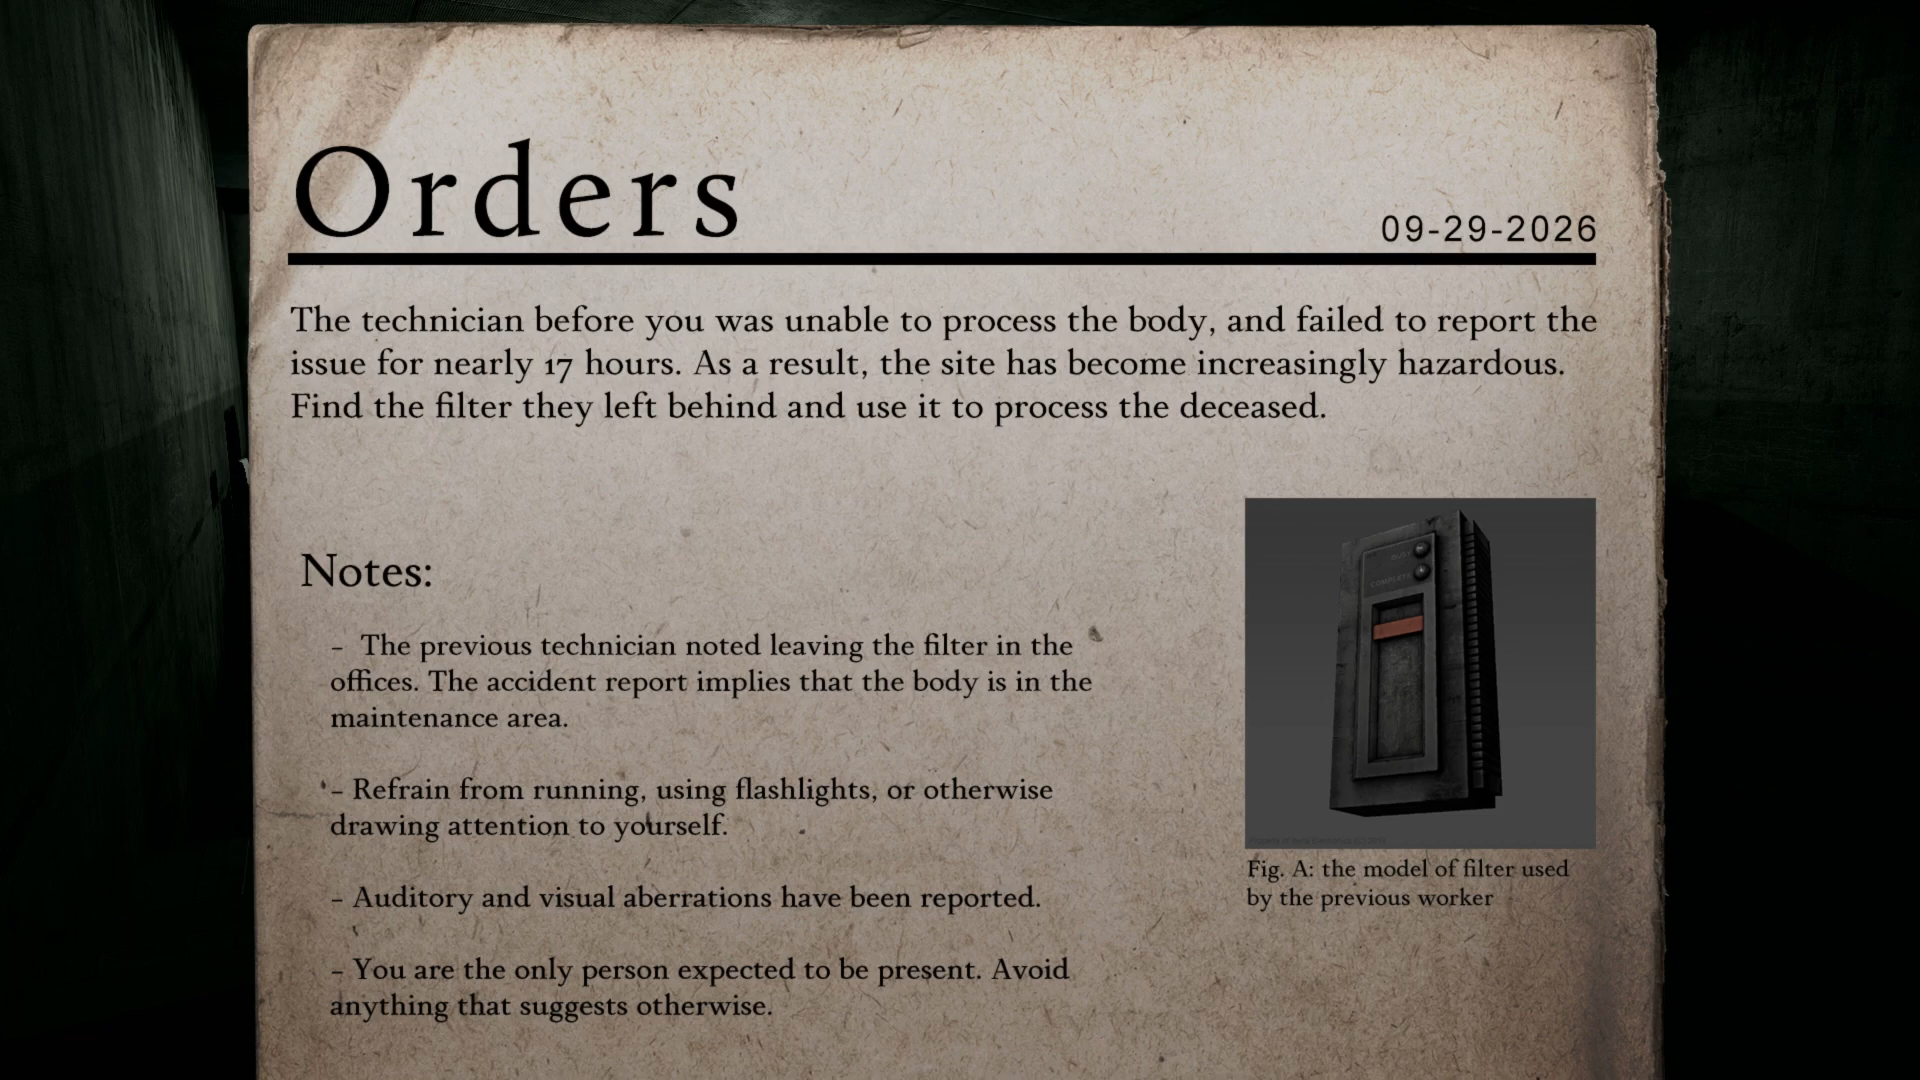 Orders
09-29-2026
The technician before you was unable to process the body, and failed to report the
issue for nearly 17 hours. As a result, the site has become increasingly hazardous.
Find the filter they left behind and use it to process the deceased.
Notes:
– The previous technician noted leaving the filter in the
offices. The accident report implies that the body is in the
maintenance area.
– Refrain from running, using flashlights, or otherwise
drawing attention to yourself.
– Auditory and visual aberrations have been reported.
– You are the only person expected to be present. Avoid
anything that suggests otherwise.
BUSY
COMPLETE
Fig. A: the model of filter used
by the previous worker